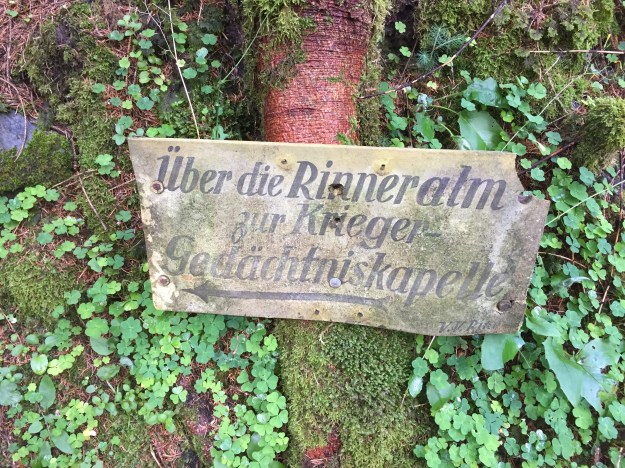 Über die Rinneralm
zur Krieger-
Gedächtniskapelle